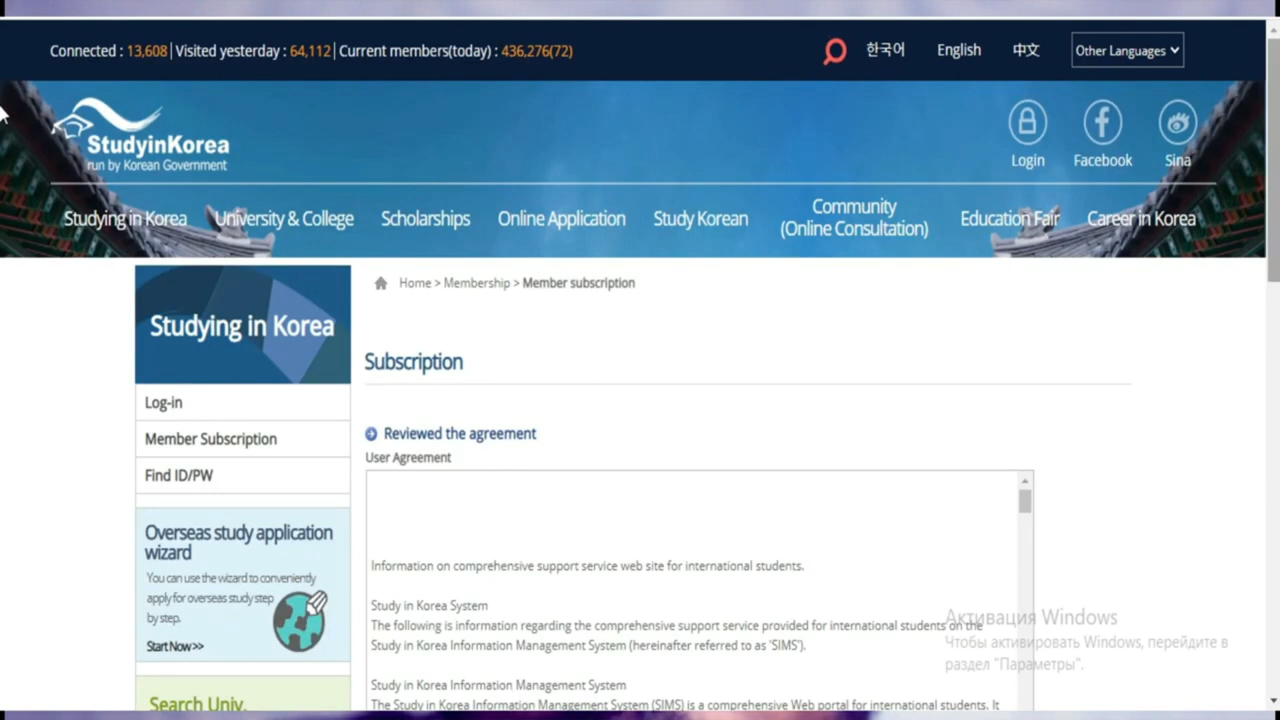 Connected : 13,608 | Visited yesterday : 64,112 | Current members(today) : 436,276(72)
한국어 English 中文 Other Languages
StudyinKorea
run by Korean Government
Login Facebook Sina
Studying in Korea University & College Scholarships Online Application Study Korean Community (Online Consultation) Education Fair Career in Korea
Studying in Korea
Log-in
Member Subscription
Find ID/PW
Overseas study application
wizard
You can use the wizard to conveniently
apply for overseas study step
by step.
Start Now >>
Search Univ.
Home > Membership > Member subscription
Subscription
Reviewed the agreement
User Agreement
Information on comprehensive support service web site for international students.
Study in Korea System
The following is information regarding the comprehensive support service provided for international students on the
Study in Korea Information Management System (hereinafter referred to as 'SIMS').
Study in Korea Information Management System
The Study in Korea Information Management System (SIMS) is a comprehensive Web portal for international students. It
Активация Windows
Чтобы активировать Windows, перейдите в
раздел "Параметры".